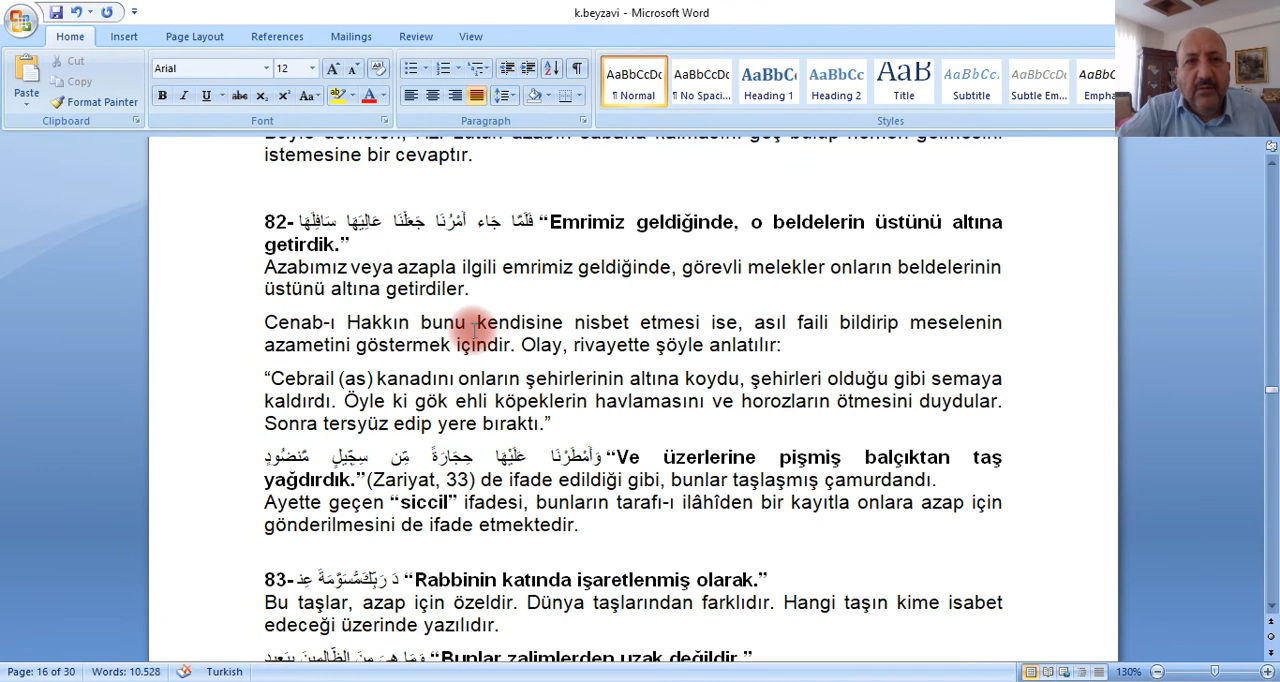 k.beyzavi - Microsoft Word
Home Insert Page Layout References Mailings Review View
Cut
Copy
Format Painter
Paste
Arial 12
AaBbCcDc AaBbCcDc AaBbCc AaBbCc AaB AaBbCc. AaBbCcDc AaBbCc
¶ Normal ¶ No Spaci... Heading 1 Heading 2 Title Subtitle Subtle Em... Empha
Clipboard Font Paragraph Styles
istemesine bir cevaptır.
82- فَلَمَّا جَاء أَمْرُنَا جَعَلْنَا عَالِيَهَا سَافِلَهَا “Emrimiz geldiğinde, o beldelerin üstünü altına
getirdik.”
Azabımız veya azapla ilgili emrimiz geldiğinde, görevli melekler onların beldelerinin
üstünü altına getirdiler.
Cenab-ı Hakkın bunu kendisine nisbet etmesi ise, asıl faili bildirip meselenin
azametini göstermek içindir. Olay, rivayette şöyle anlatılır:
“Cebrail (as) kanadını onların şehirlerinin altına koydu, şehirleri olduğu gibi semaya
kaldırdı. Öyle ki gök ehli köpeklerin havlamasını ve horozların ötmesini duydular.
Sonra tersyüz edip yere bıraktı.”
وَأَمْطَرْنَا عَلَيْهَا حِجَارَةً مِّن سِجِّيلٍ مَّنضُودٍ “Ve üzerlerine pişmiş balçıktan taş
yağdırdık.”(Zariyat, 33) de ifade edildiği gibi, bunlar taşlaşmış çamurdandı.
Ayette geçen “siccil” ifadesi, bunların tarafı-ı ilâhîden bir kayıtla onlara azap için
gönderilmesini de ifade etmektedir.
83- مُّسَوَّمَةً عِندَ رَبِّكَ “Rabbinin katında işaretlenmiş olarak.”
Bu taşlar, azap için özeldir. Dünya taşlarından farklıdır. Hangi taşın kime isabet
edeceği üzerinde yazılıdır.
وَمَا هِيَ مِنَ الظَّالِمِينَ بِبَعِيدٍ “Bunlar zalimlerden uzak değildir.”
Page: 16 of 30 Words: 10.528 Turkish 130%